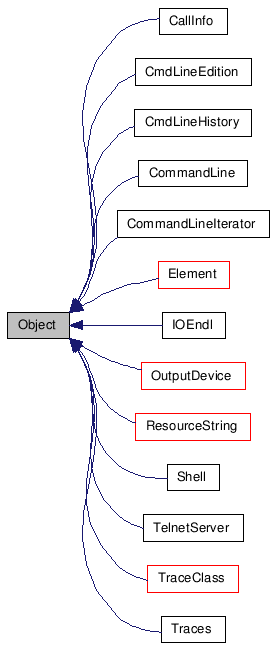 CallInfo
CmdLineEdition
CmdLineHistory
CommandLine
CommandLineIterator
Element
Object
IOEndl
OutputDevice
ResourceString
Shell
TelnetServer
TraceClass
Traces